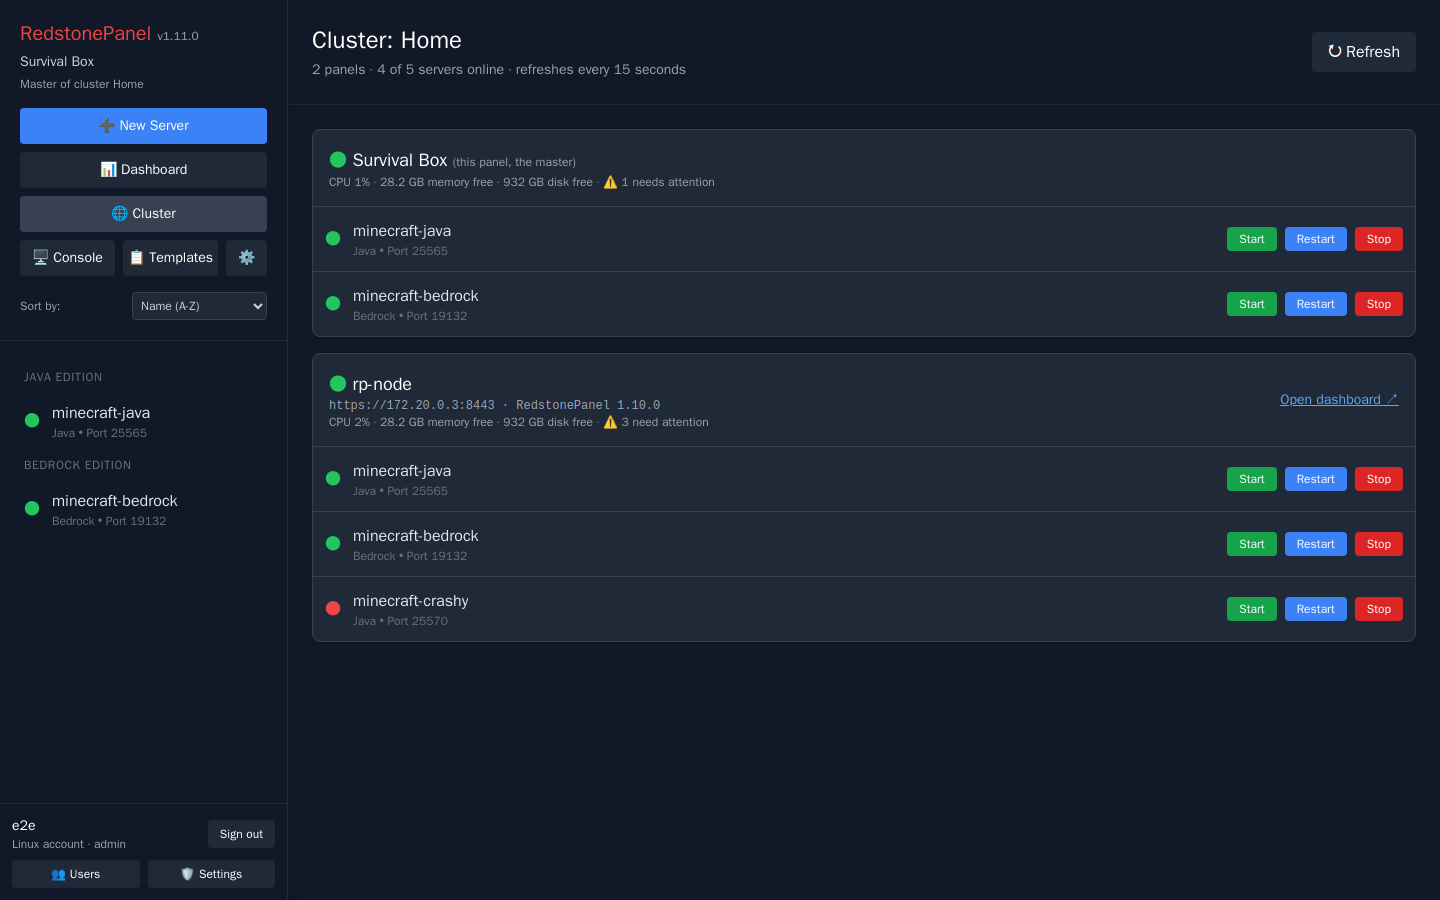 RedstonePanel v1.11.0
Survival Box
Master of cluster Home
➕ New Server
📊 Dashboard
🌐 Cluster
🖥️ Console
📋 Templates
⚙️
Sort by:
Name (A-Z)
JAVA EDITION
minecraft-java
Java • Port 25565
BEDROCK EDITION
minecraft-bedrock
Bedrock • Port 19132
e2e
Linux account · admin
Sign out
👥 Users
🛡️ Settings
Cluster: Home
2 panels · 4 of 5 servers online · refreshes every 15 seconds
↻ Refresh
Survival Box (this panel, the master)
CPU 1% · 28.2 GB memory free · 932 GB disk free · ⚠️ 1 needs attention
minecraft-java
Java • Port 25565
Start
Restart
Stop
minecraft-bedrock
Bedrock • Port 19132
Start
Restart
Stop
rp-node
https://172.20.0.3:8443 · RedstonePanel 1.10.0
CPU 2% · 28.2 GB memory free · 932 GB disk free · ⚠️ 3 need attention
Open dashboard ↗
minecraft-java
Java • Port 25565
Start
Restart
Stop
minecraft-bedrock
Bedrock • Port 19132
Start
Restart
Stop
minecraft-crashy
Java • Port 25570
Start
Restart
Stop